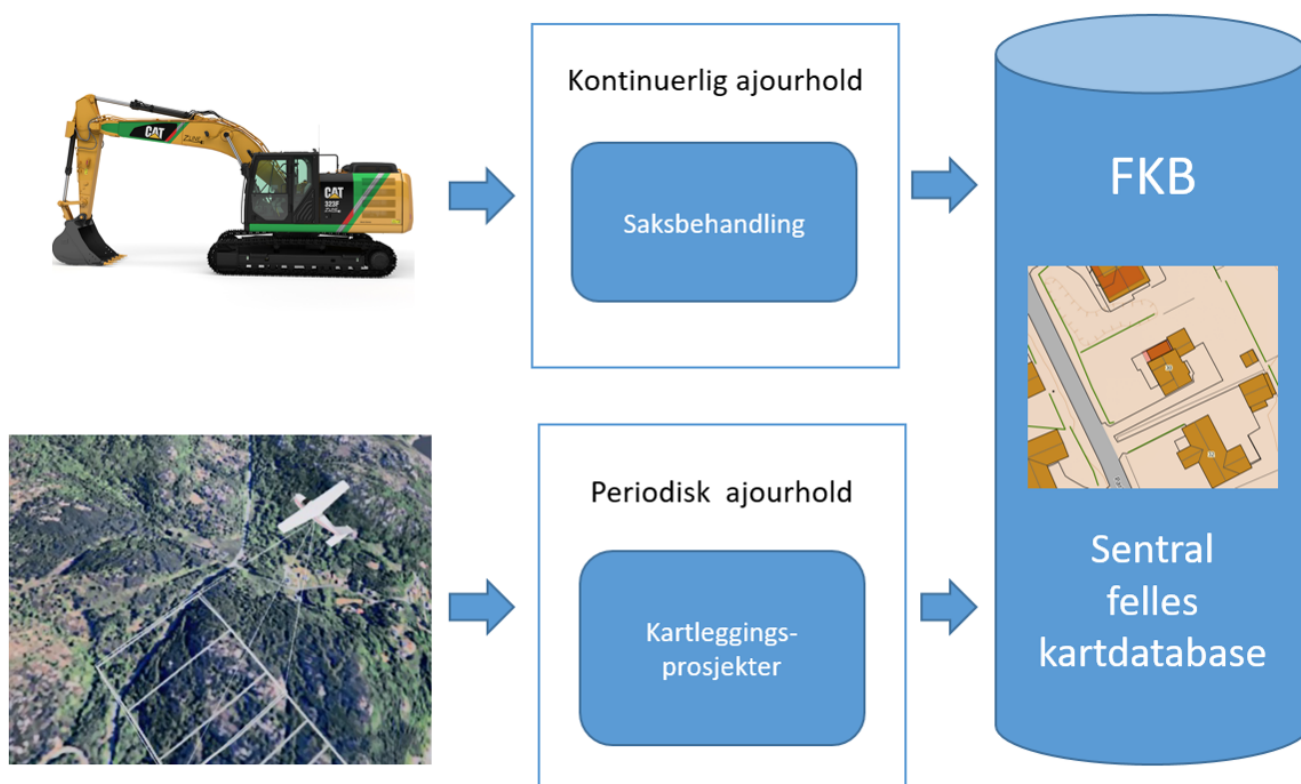 Kontinuerlig ajourhold
Saksbehandling
CAT
CAT
323F
FKB
Periodisk ajourhold
Kartleggings-
prosjekter
Sentral
felles
kartdatabase